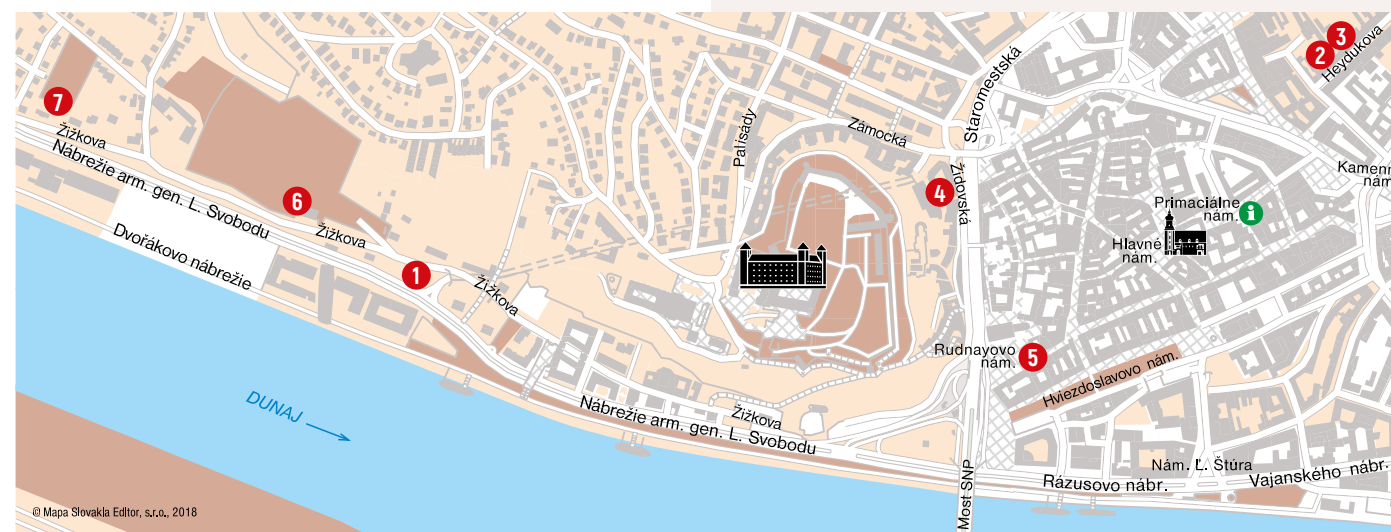 3
2
Heydukova
Staromestská
7
Palisády
Zámocká
Žižkova
Nábrežie arm. gen. L. Svobodu
Židovská
Kamenn
nám
4
6
Primaciálne
nám.
i
Žižkova
Dvořákovo nábrežie
Hlavné
nám.
1
Žižkova
Rudnayovo
nám.
5
Hviezdoslavovo nám.
DUNAJ
Žižkova
Nábrežie arm. gen. L. Svobodu
Nám. Ľ. Štúra
Vajanského nábr.
Rázusovo nábr.
Most SNP
© Mapa Slovakia Editor, s.r.o., 2018